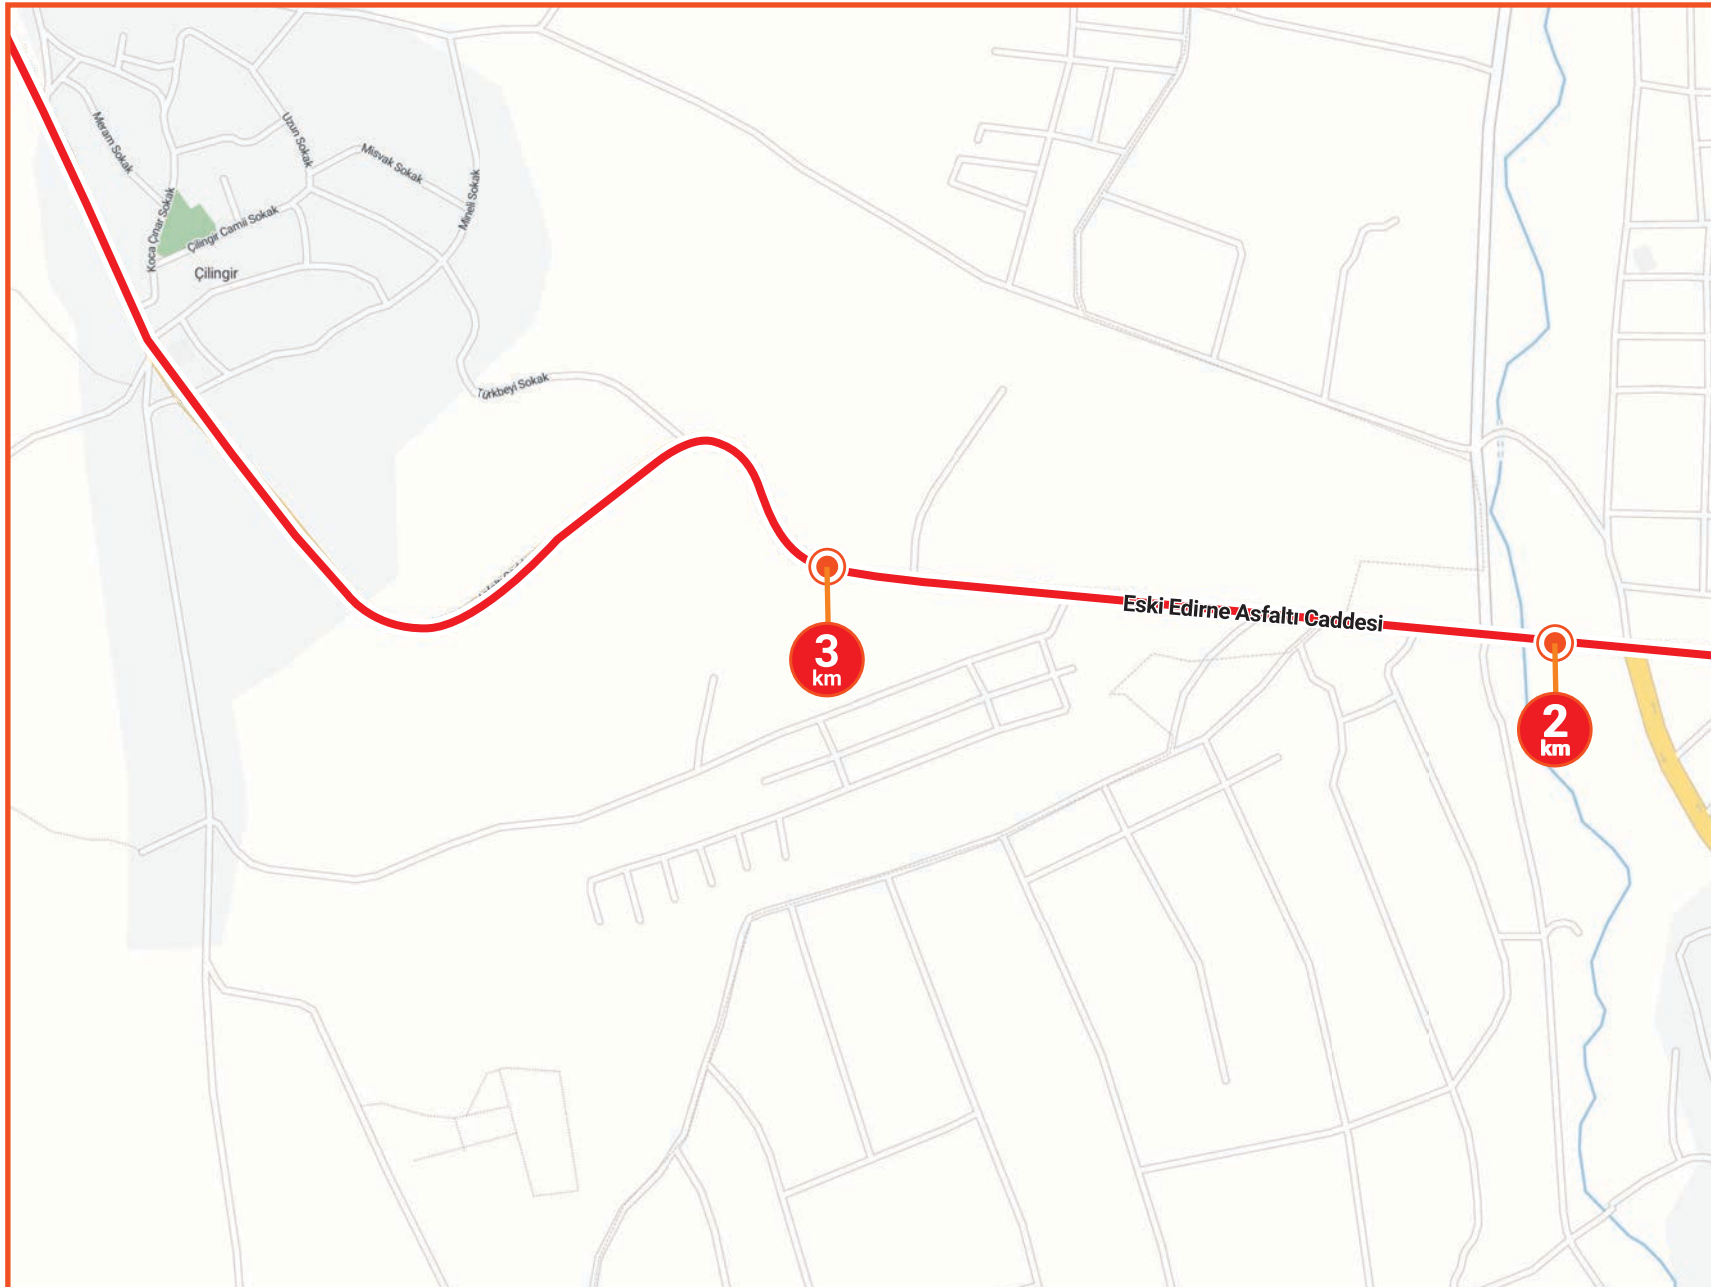 Meram Sokak
Uzun Sokak
Misvak Sokak
Mineli Sokak
Koca Çınar Sokak
Çilingir Camii Sokak
Çilingir
Türkbeyi Sokak
3
km
Eski Edirne Asfaltı Caddesi
2
km